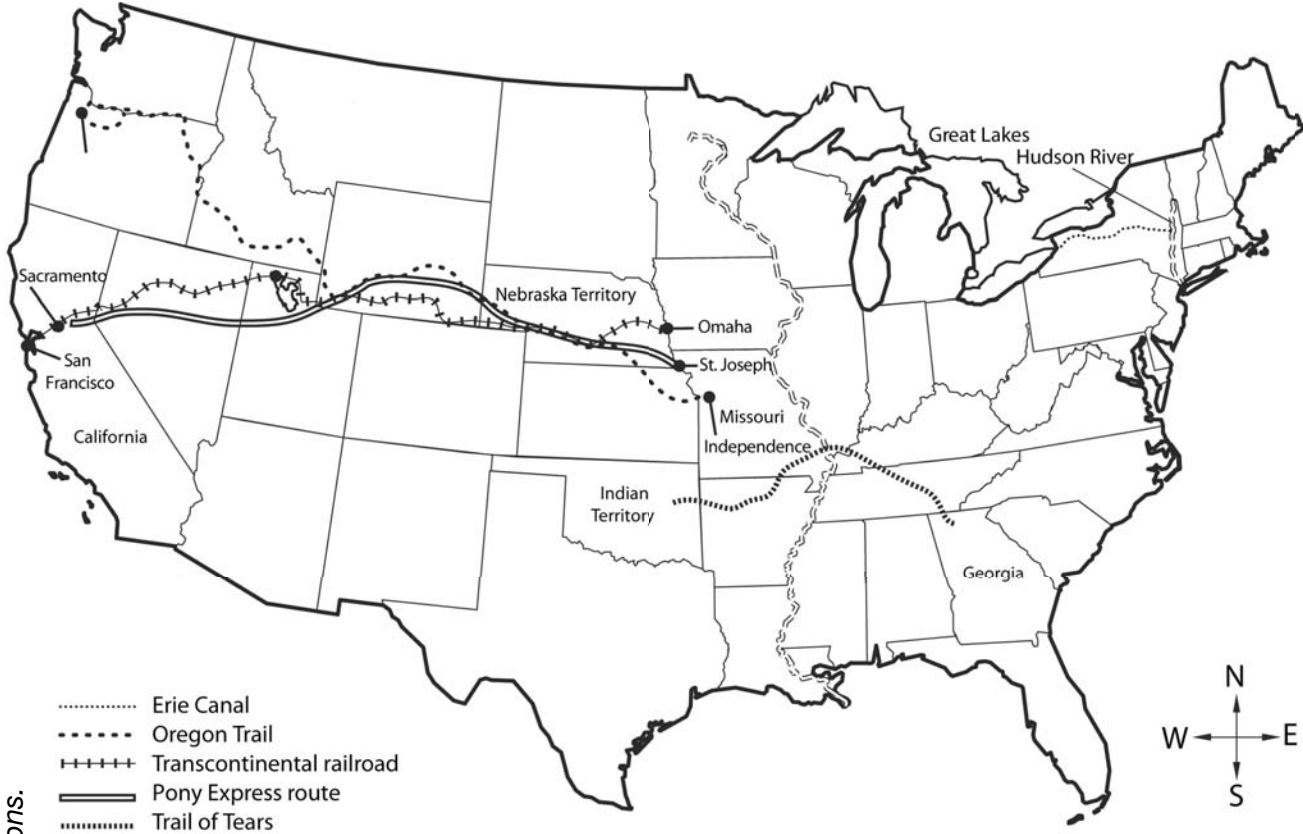 Great Lakes
Hudson River
Sacramento
Nebraska Territory
Omaha
San
Francisco
St. Joseph
Missouri
California
Independence
Indian
Territory
Georgia
Erie Canal
Oregon Trail
Transcontinental railroad
Pony Express route
Trail of Tears
N
W
E
S
ons.